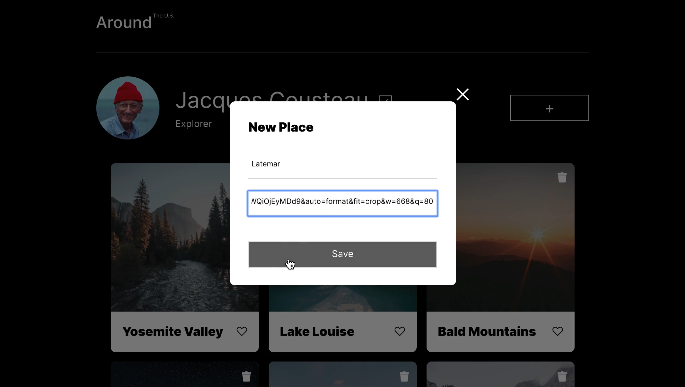 Around The U.S.
Jacques Cousteau
Explorer
+
New Place
Latemar
WQiOjEyMDd9&auto=format&fit=crop&w=668&q=80
Save
Yosemite Valley
Lake Louise
Bald Mountains